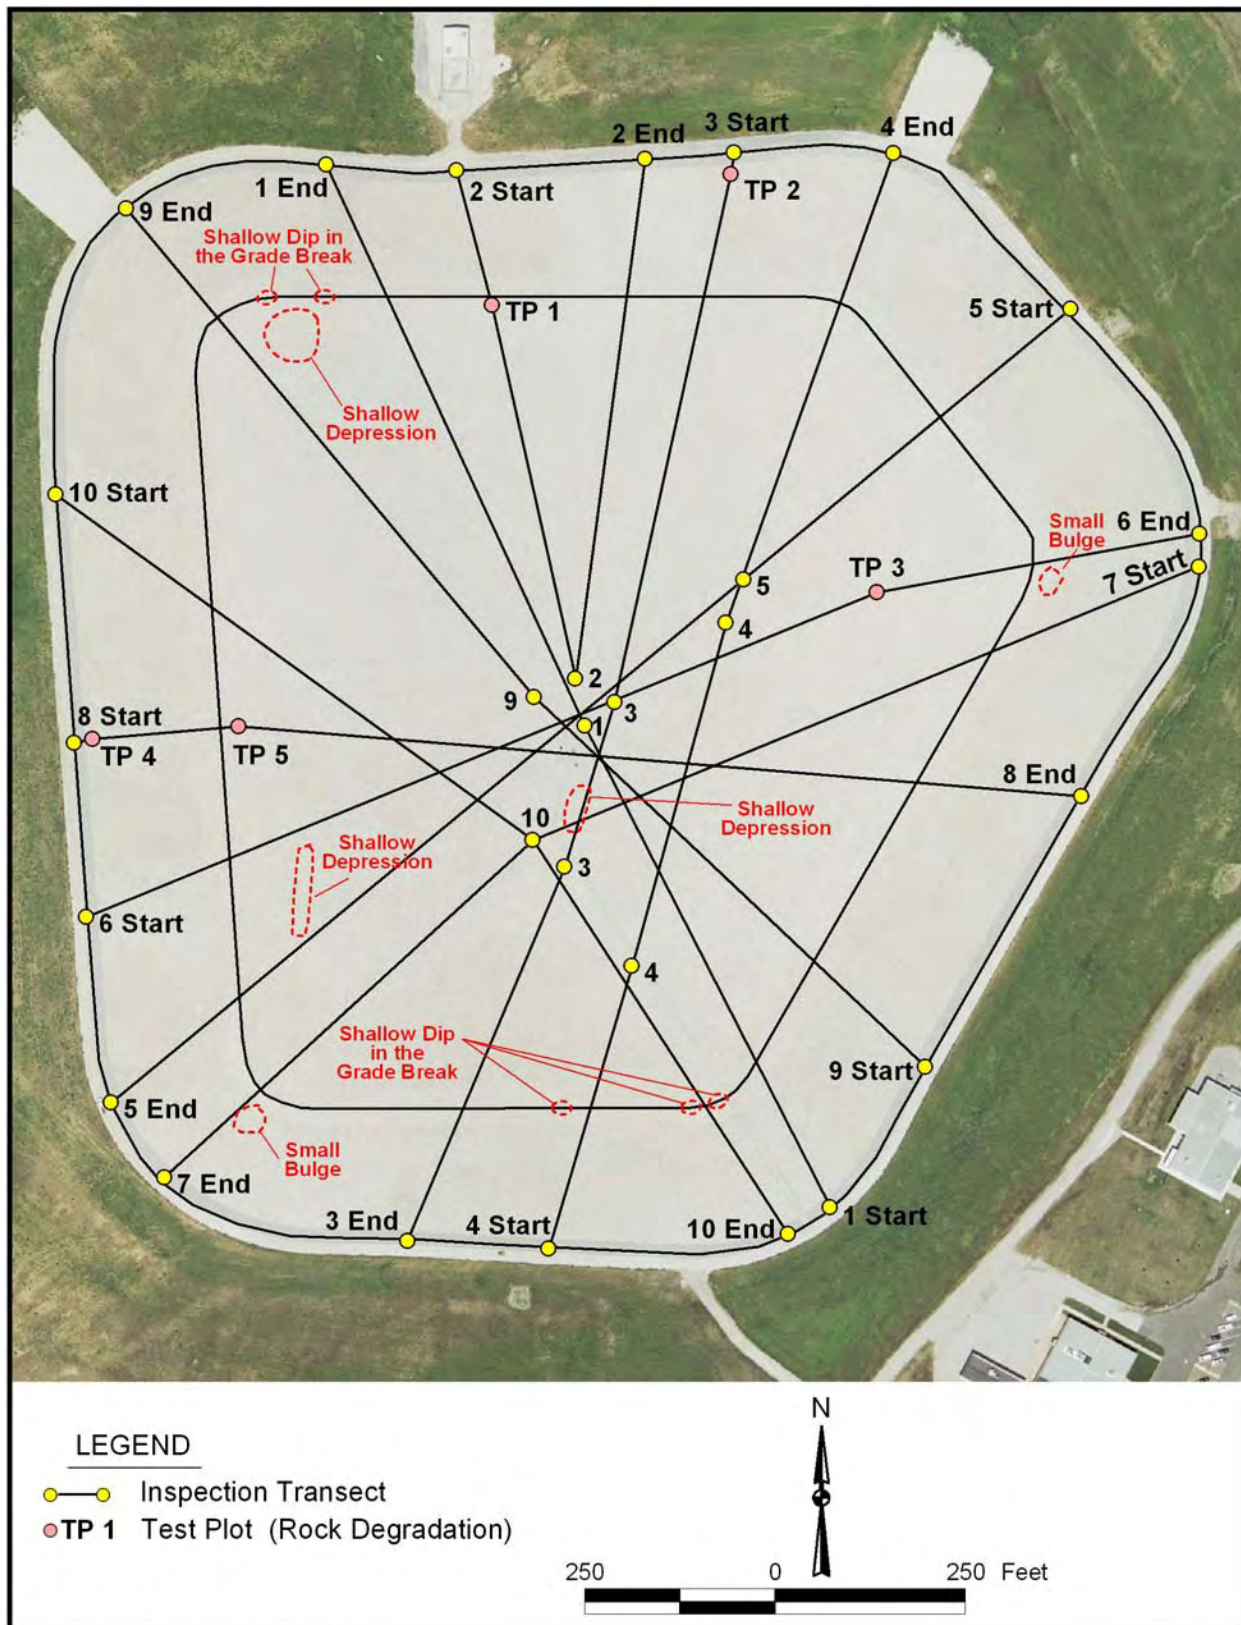 2 End
3 Start
4 End
1 End
2 Start
TP 2
9 End
Shallow Dip in
the Grade Break
TP 1
5 Start
Shallow
Depression
10 Start
Small
Bulge
6 End
7 Start
TP 3
5
4
2
9
3
1
8 Start
TP 4
TP 5
8 End
Shallow
Depression
10
Shallow
Depression
3
6 Start
4
Shallow Dip
in the
Grade Break
9 Start
5 End
Small
Bulge
7 End
3 End
4 Start
10 End
1 Start
N
LEGEND
Inspection Transect
TP 1 Test Plot (Rock Degradation)
250 0 250 Feet